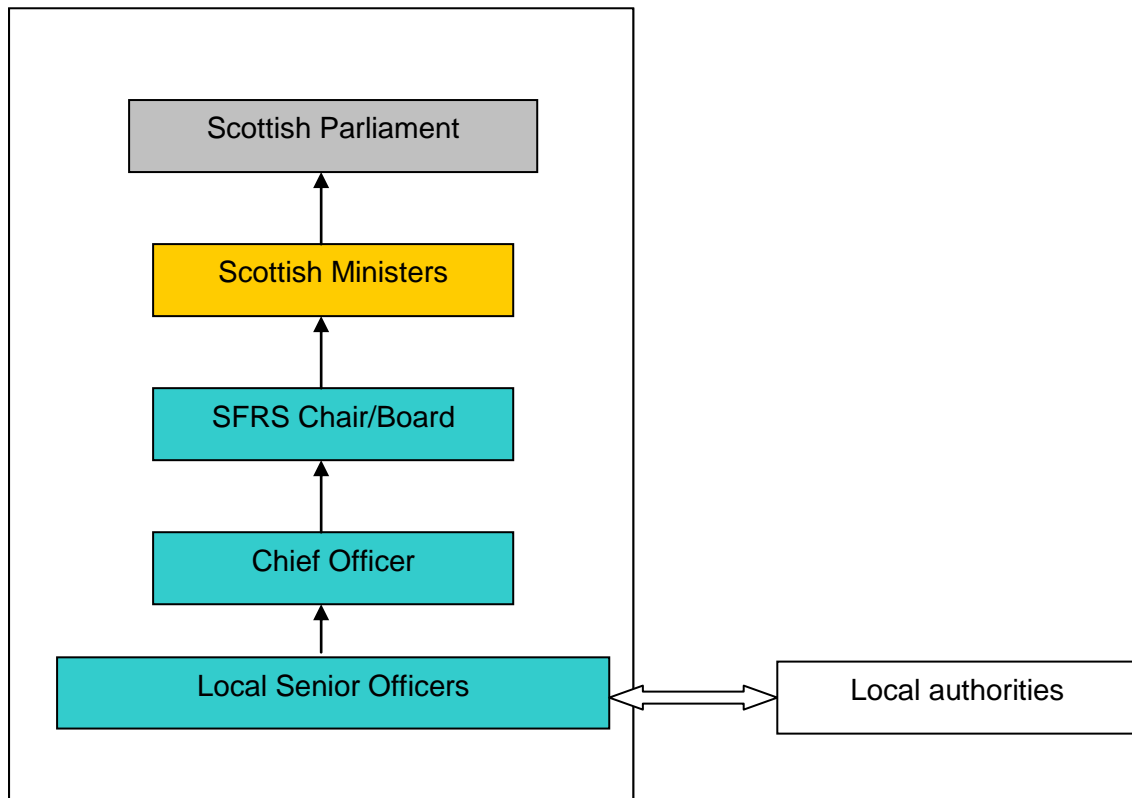 Scottish Parliament
Scottish Ministers
SFRS Chair/Board
Chief Officer
Local Senior Officers
Local authorities